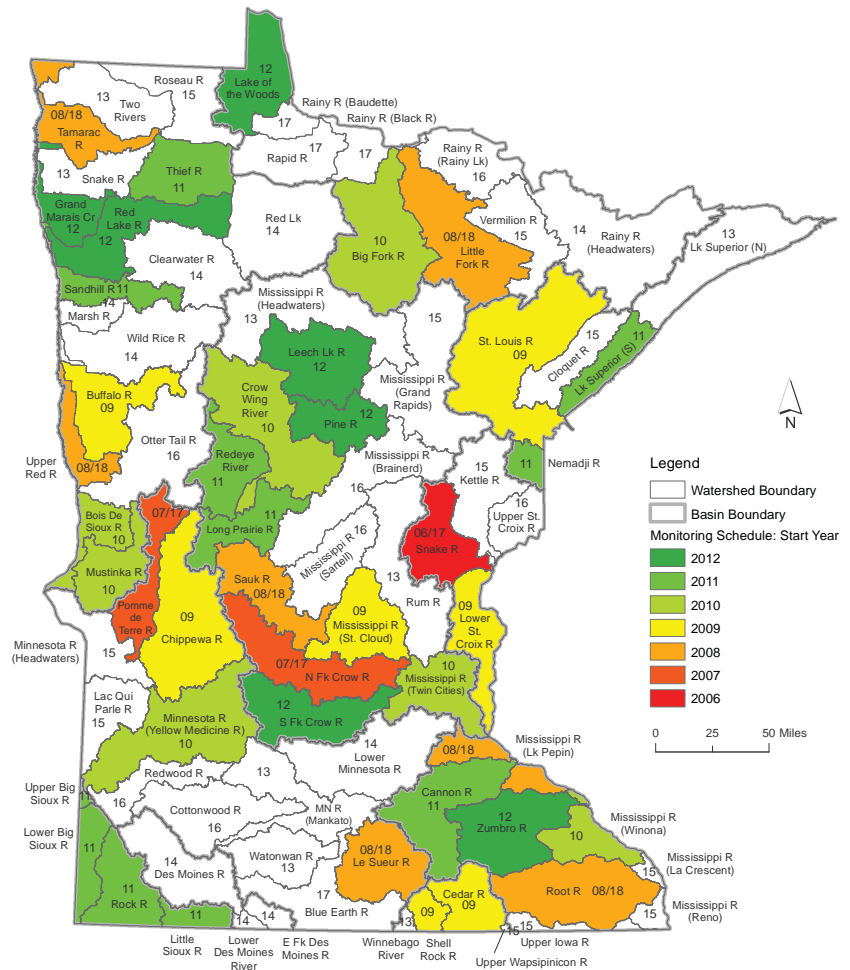 Roseau R
15
13
Two
Rivers
12
Lake of
the Woods
Rainy R (Baudette)
17
Rainy R (Black R)
08/18
Tamarac
R
Rapid R
17
17
Rainy R
(Rainy Lk)
16
13
Snake R
Thief R
11
Grand
Marais Cr
12
Red
Lake R
12
Red Lk
14
10
Big Fork R
08/18
Little
Fork R
Vermilion R
15
14
Rainy R
(Headwaters)
13
Lk Superior (N)
Clearwater R
14
Sandhill R
11
14
Marsh R
Mississippi R
(Headwaters)
13
15
Wild Rice R
14
Leech Lk R
12
St. Louis R
09
15
Cloquet R
11
Lk Superior (S)
Mississippi R
(Grand
Rapids)
Buffalo R
09
Crow
Wing
River
10
12
Pine R
N
Otter Tail R
16
Upper
Red R
08/18
Redeye
River
11
Mississippi R
(Brainerd)
16
15
Kettle R
11
Nemadji R
Legend
Watershed Boundary
Basin Boundary
Monitoring Schedule: Start Year
2012
2011
2010
2009
2008
2007
2006
0
25
50 Miles
Bois De
Sioux R
10
07/17
11
Long Prairie R
16
Mississippi R
(Sartell)
06/17
Snake R
16
Upper St.
Croix R
Mustinka R
10
Sauk R
08/18
13
Rum R
Pomme
de
Terre R
09
Chippewa R
09
Mississippi R
(St. Cloud)
09
Lower
St.
Croix R
Minnesota R
(Headwaters)
15
07/17
N Fk Crow R
10
Mississippi R
(Twin Cities)
Lac Qui
Parle R
15
12
S Fk Crow R
Minnesota R
(Yellow Medicine R)
10
14
Lower
Minnesota R
08/18
Mississippi R
(Lk Pepin)
Redwood R
13
Upper Big
Sioux R
11
16
Cottonwood R
16
MN R
(Mankato)
Cannon R
11
12
Zumbro R
10
Mississippi R
(Winona)
Lower Big
Sioux R
11
14
Des Moines R
Watonwan R
13
08/18
Le Sueur R
Mississippi R
(La Crescent)
15
11
Rock R
17
Blue Earth R
Cedar R
09
09
Root R
08/18
Mississippi R
(Reno)
15
11
14
14
13
15
15
Little
Sioux R
Lower
Des Moines
River
E Fk Des
Moines R
Winnebago
River
Shell
Rock R
Upper Iowa R
Upper Wapsipinicon R